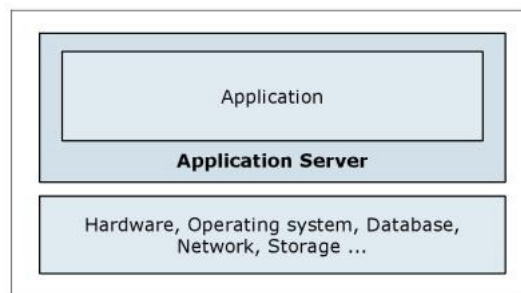 Application
Application Server
Hardware, Operating system, Database,
Network, Storage ...